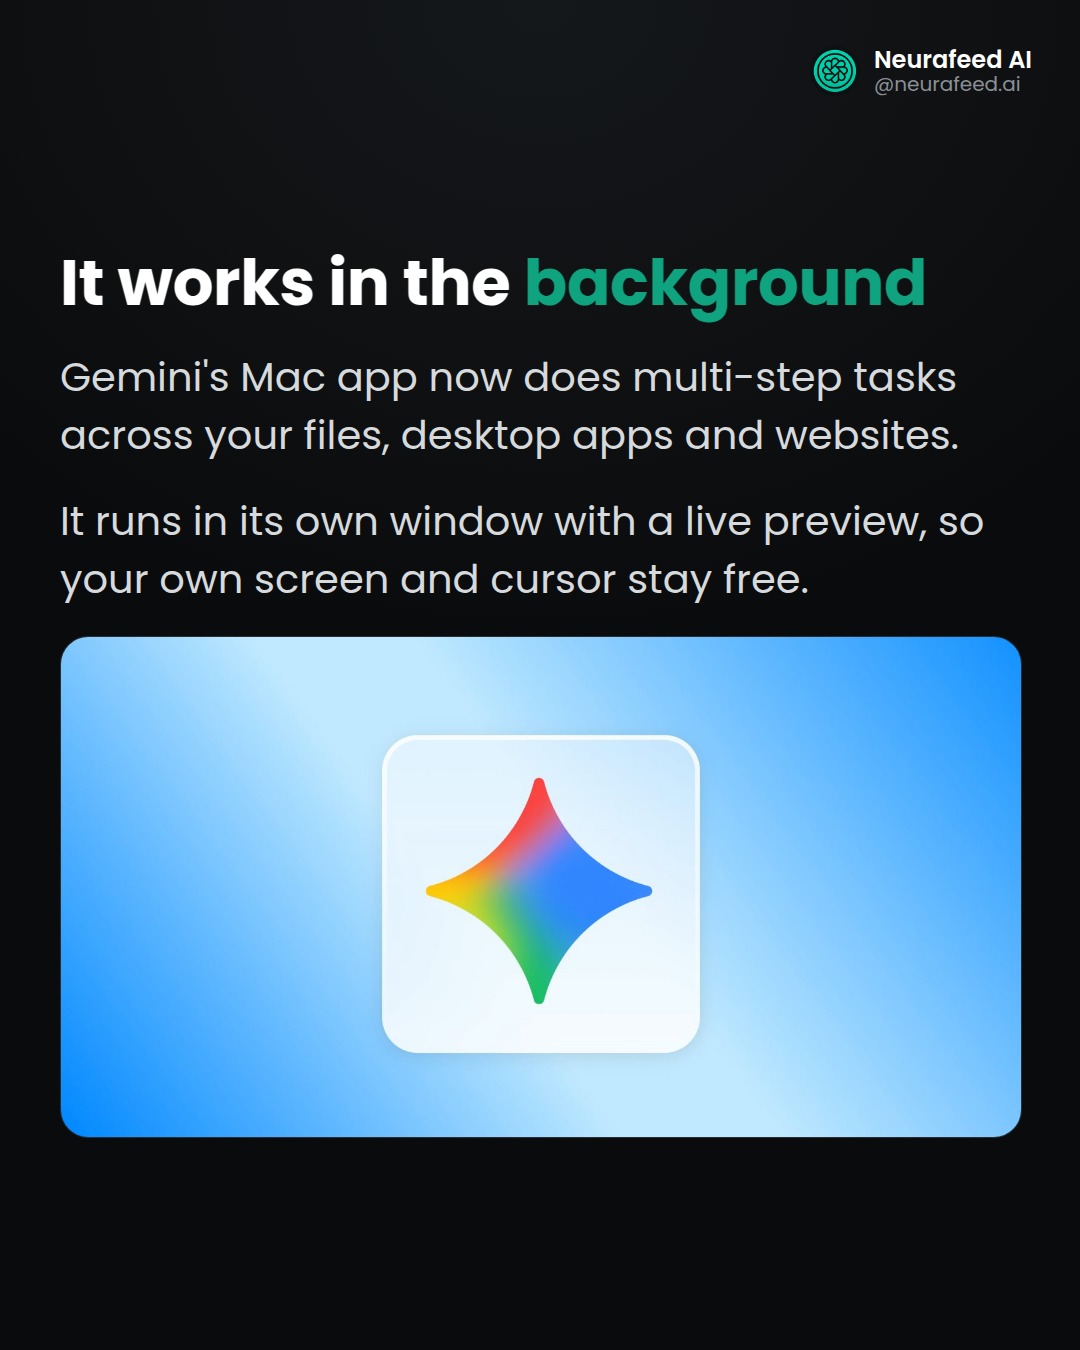 Neurafeed AI
@neurafeed.ai
It works in the background
Gemini's Mac app now does multi-step tasks
across your files, desktop apps and websites.
It runs in its own window with a live preview, so
your own screen and cursor stay free.